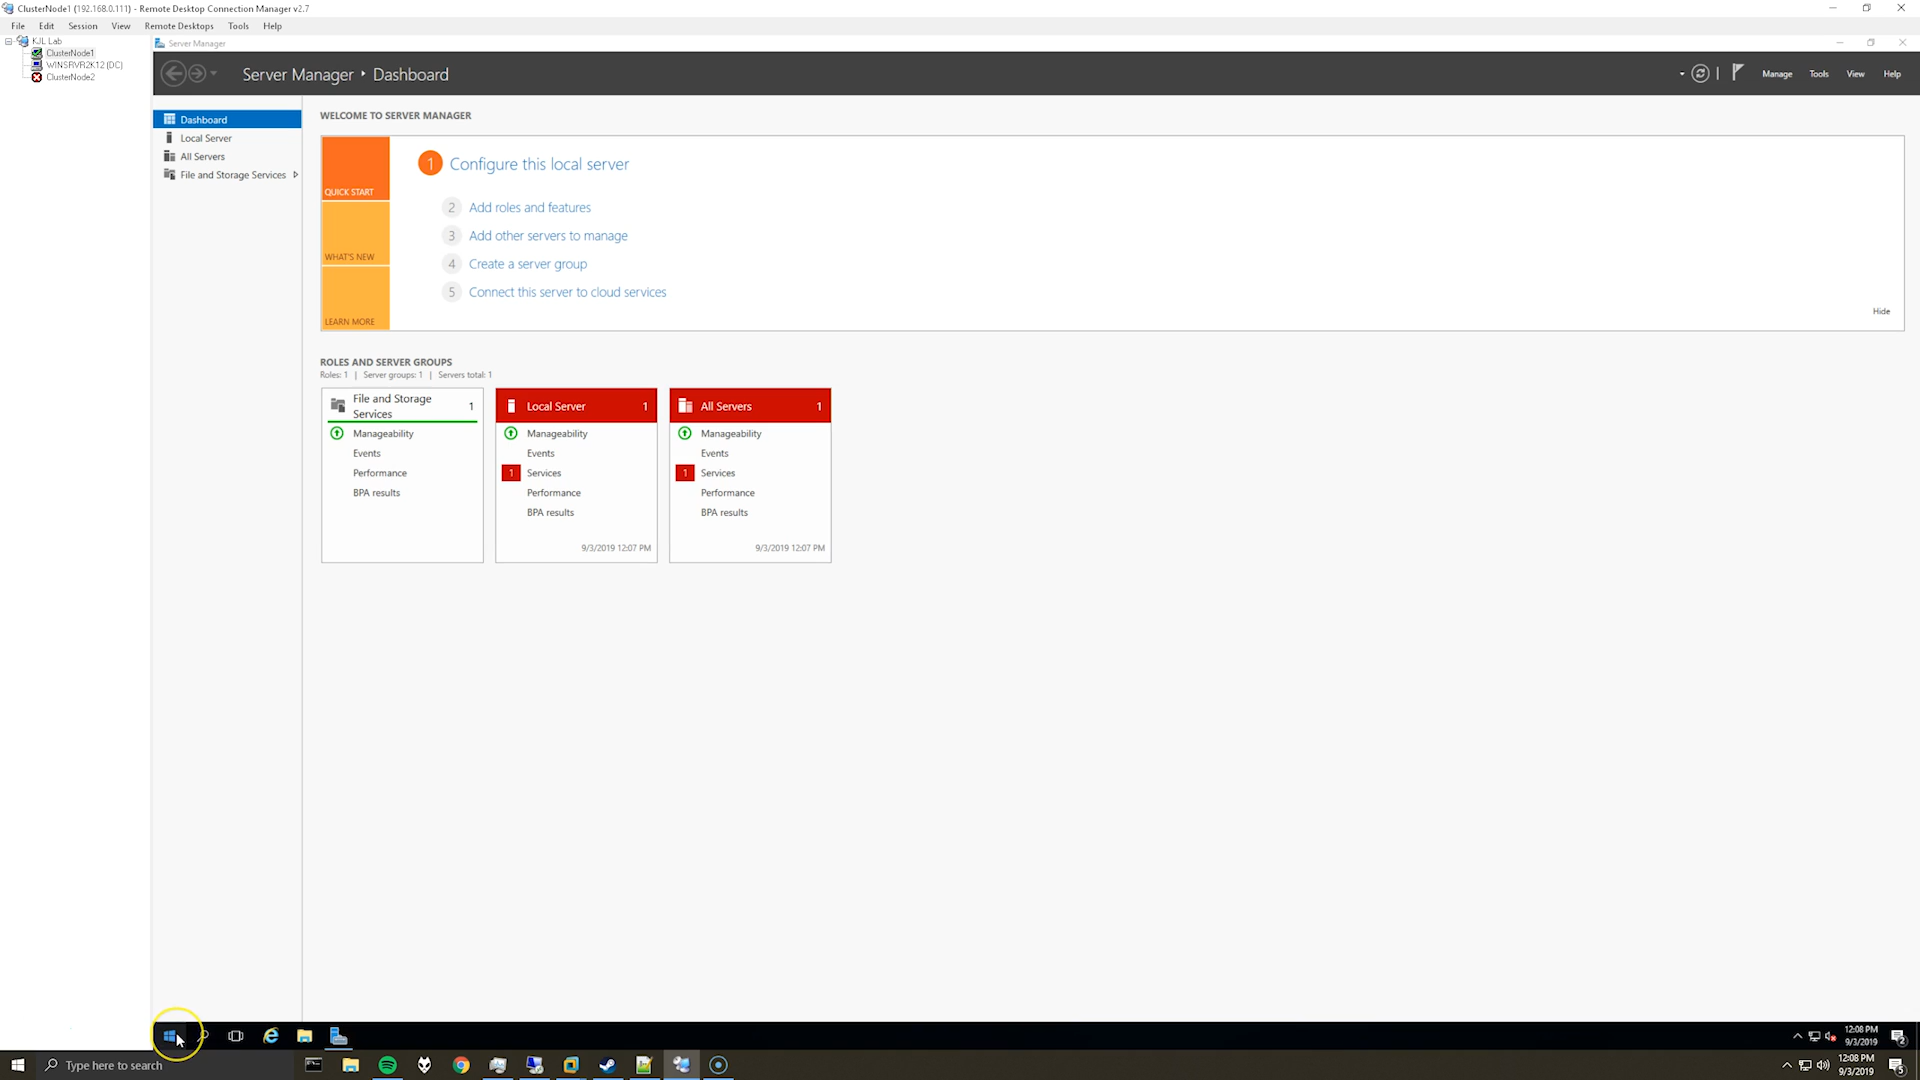 ClusterNode1 (192.168.0.111) - Remote Desktop Connection Manager v2.7
File Edit Session View Remote Desktops Tools Help
KJL Lab
ClusterNode1
WINSRVR2K12 (DC)
ClusterNode2
Server Manager
Server Manager • Dashboard
Manage Tools View Help
Dashboard
Local Server
All Servers
File and Storage Services
WELCOME TO SERVER MANAGER
QUICK START
WHAT'S NEW
LEARN MORE
1 Configure this local server
2 Add roles and features
3 Add other servers to manage
4 Create a server group
5 Connect this server to cloud services
Hide
ROLES AND SERVER GROUPS
Roles: 1 | Server groups: 1 | Servers total: 1
File and Storage
Services
1
Manageability
Events
Performance
BPA results
Local Server 1
Manageability
Events
1 Services
Performance
BPA results
9/3/2019 12:07 PM
All Servers 1
Manageability
Events
1 Services
Performance
BPA results
9/3/2019 12:07 PM
12:08 PM
9/3/2019
2
Type here to search
12:08 PM
9/3/2019
5